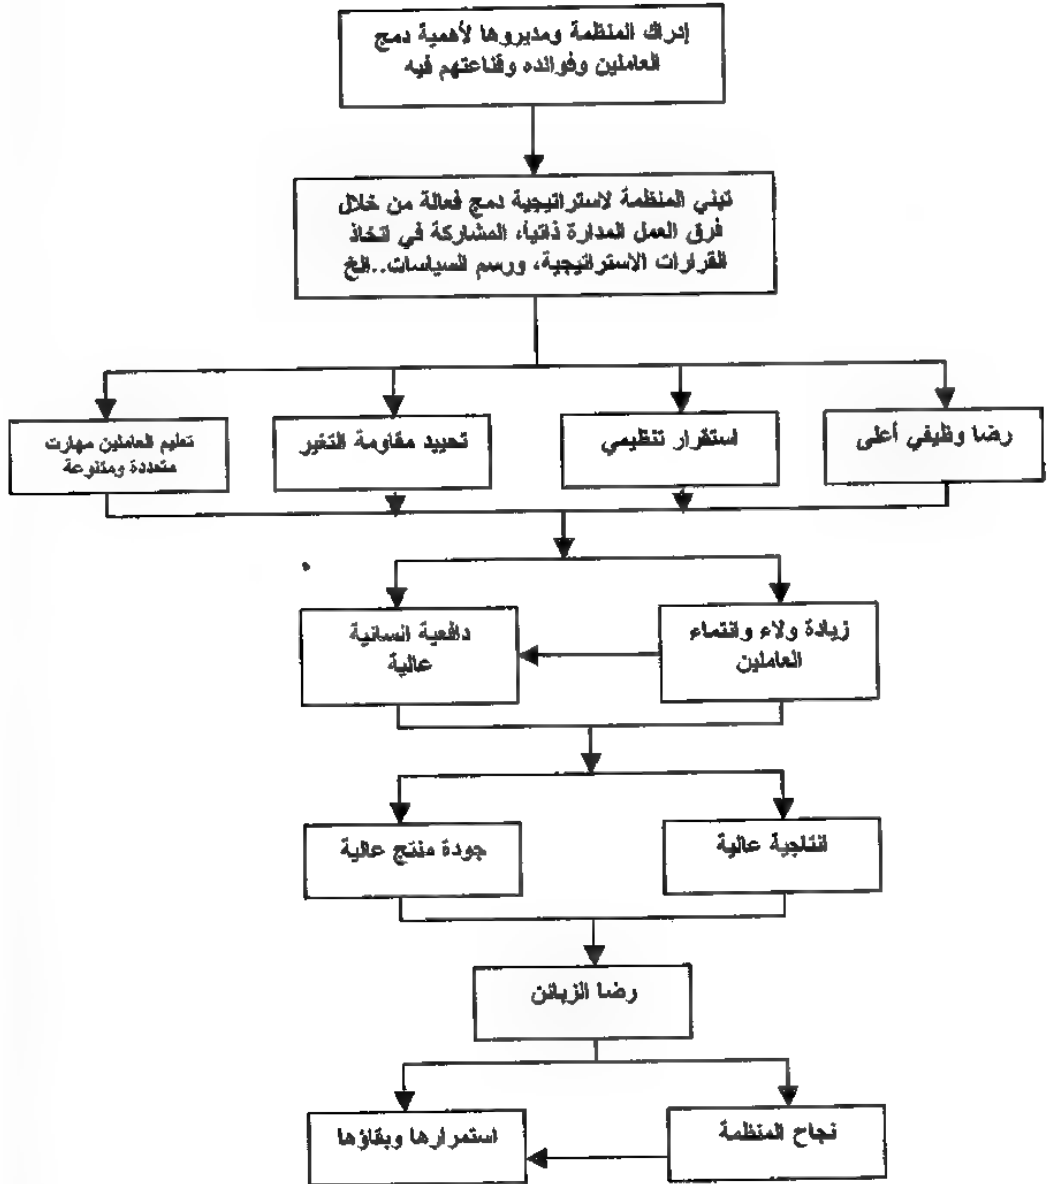 إدراك المنظمة ومديروها لأهمية دمج
العاملين وفوائده وقناعتهم فيه
تبني المنظمة لاستراتيجية دمج فعالة من خلال
فرق العمل المدارة ذاتياً، المشاركة في اتخاذ
القرارات الاستراتيجية، ورسم السياسات..الخ
رضا وظيفي أعلى
استقرار تنظيمي
تحييد مقاومة التغير
تعليم العاملين مهارت
متعددة ومتنوعة
زيادة ولاء وانتماء
العاملين
دافعية انسانية
عالية
انتاجية عالية
جودة منتج عالية
رضا الزبائن
نجاح المنظمة
استمرارها وبقاؤها